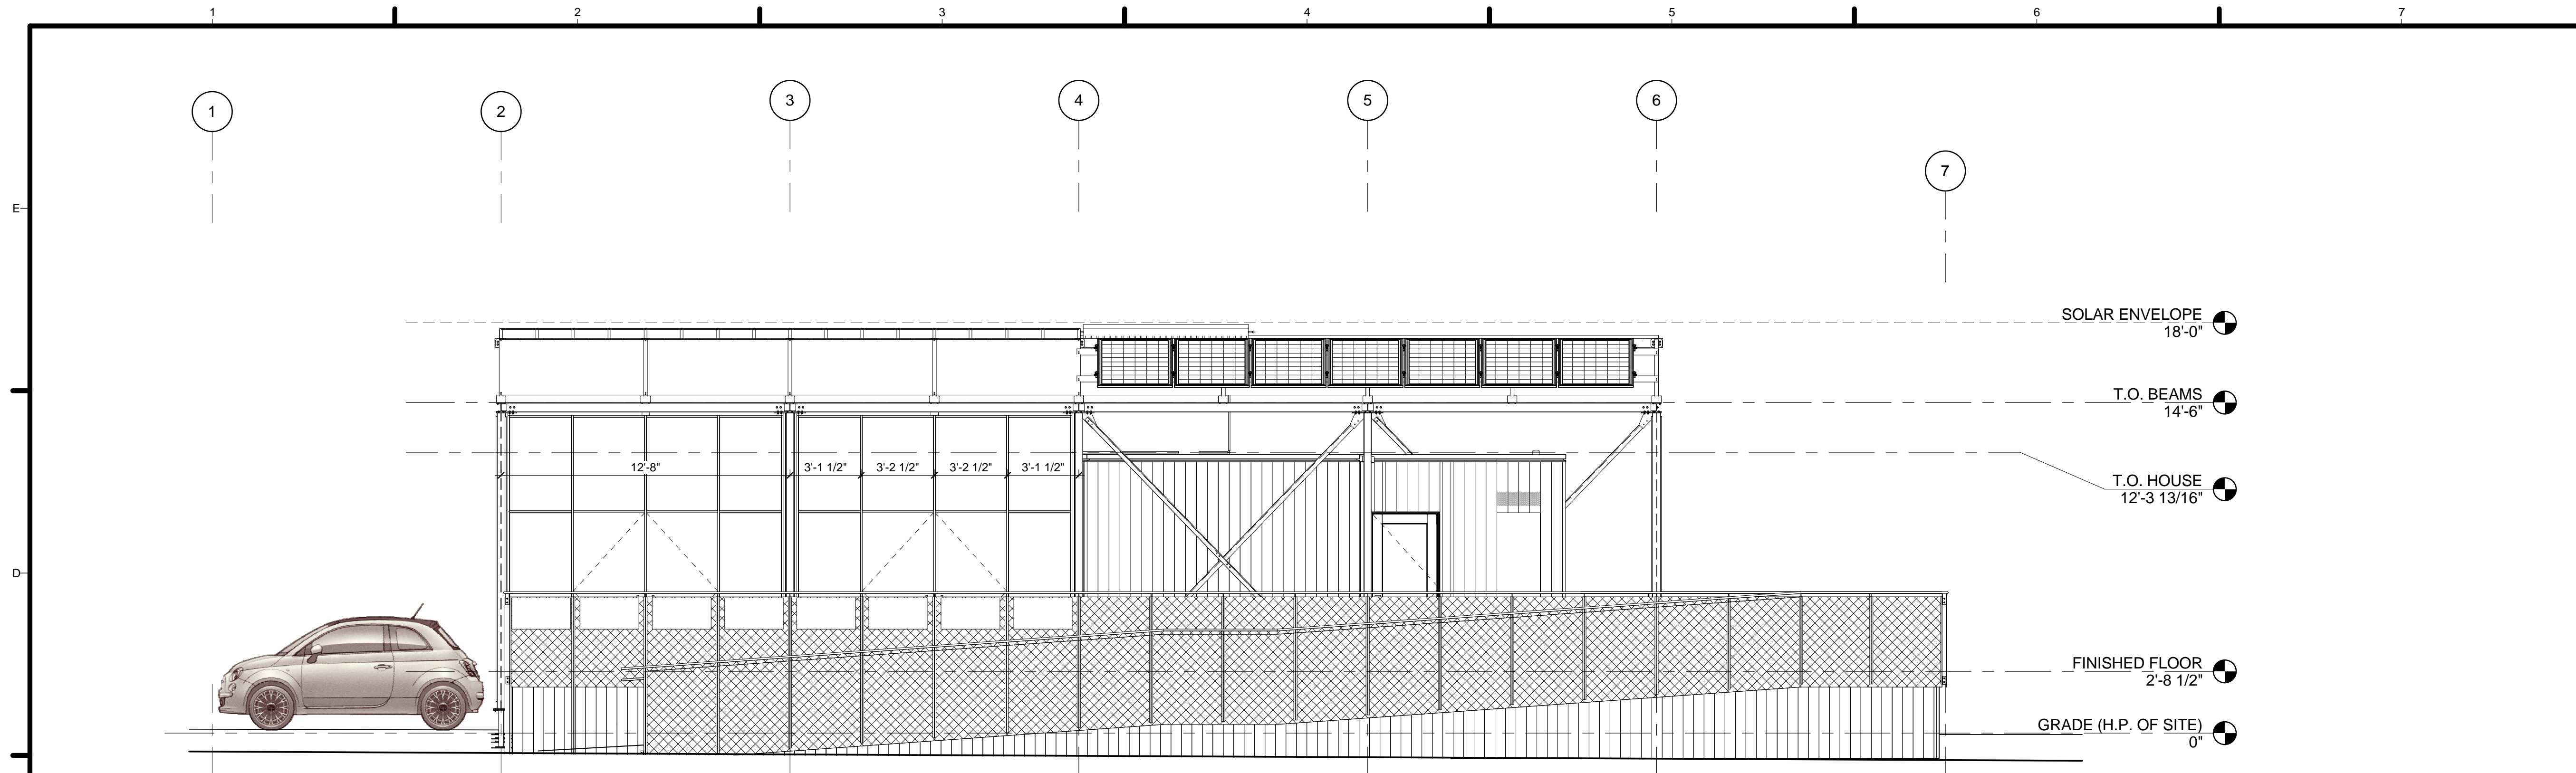 1 2 3 4 5 6 7
1 2 3 4 5 6 7
E
SOLAR ENVELOPE
18'-0"
T.O. BEAMS
14'-6"
12'-8" 3'-1 1/2" 3'-2 1/2" 3'-2 1/2" 3'-1 1/2"
T.O. HOUSE
12'-3 13/16"
D
FINISHED FLOOR
2'-8 1/2"
GRADE (H.P. OF SITE)
0"